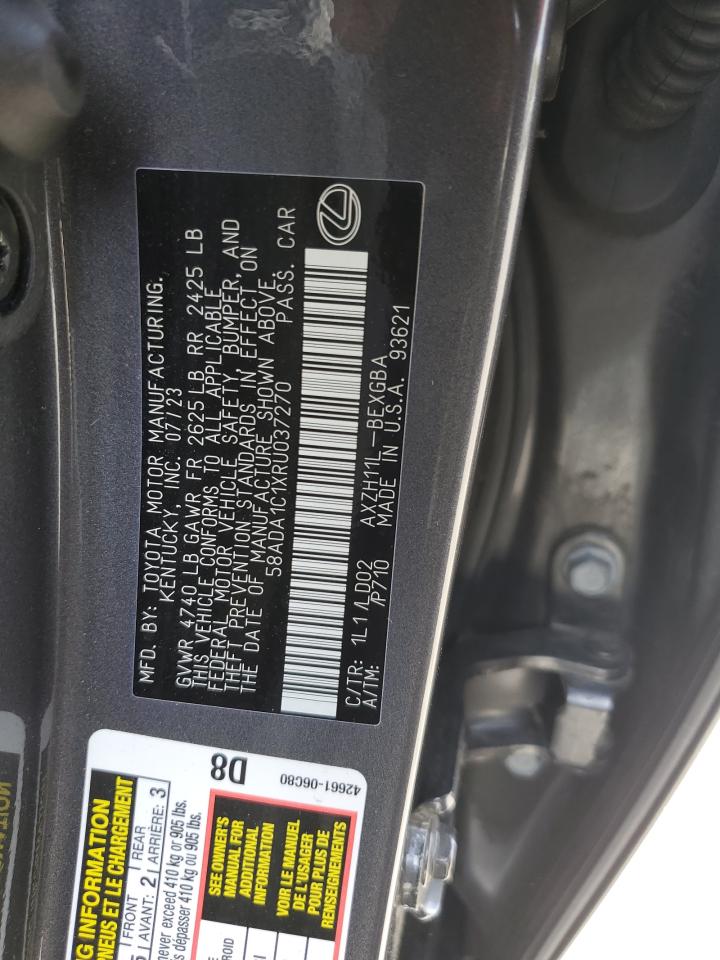 MFD. BY: TOYOTA MOTOR MANUFACTURING.
KENTUCKY, INC. 07/23
GVWR 4740 LB GAWR FR 2625 LB RR 2425 LB
THIS VEHICLE CONFORMS TO ALL APPLICABLE
FEDERAL MOTOR VEHICLE SAFETY, BUMPER, AND
THEFT PREVENTION STANDARDS IN EFFECT ON
THE DATE OF MANUFACTURE SHOWN ABOVE.
58ADA1C1XRU037270 PASS. CAR
C/TR: 1L1/LD02 AXZH11L-BEXGBA
A/TM: /P710 MADE IN U.S.A. 93621
D8
42661-06C80
INFORMATION
PNEUS ET LE CHARGEMENT
FRONT 2 REAR 3
AVANT: ARRIÈRE:
never exceed 410 kg or 905 lbs.
dépasser 410 kg ou 905 lbs.
SEE OWNER'S
MANUAL FOR
ADDITIONAL
INFORMATION
VOIR LE MANUEL
DE L'USAGER
POUR PLUS DE
RENSEIGNEMENTS